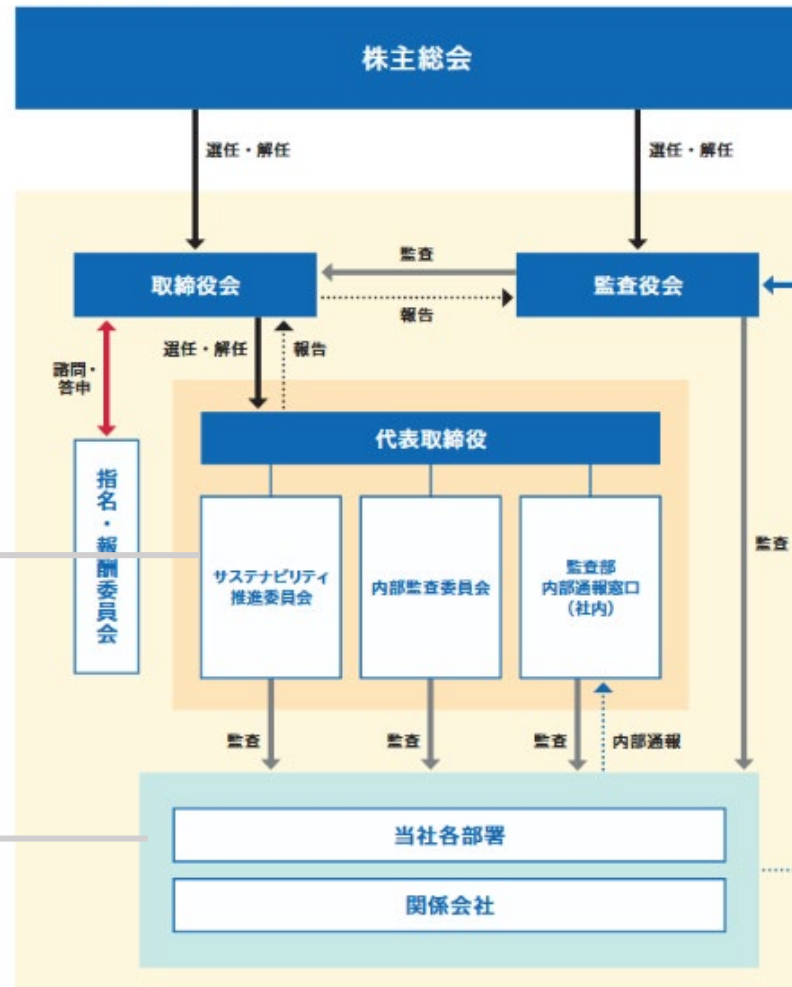 株主総会
選任・解任
選任・解任
取締役会
監査
報告
監査役会
諮問・
答申
選任・解任
報告
代表取締役
指名・報酬委員会
サステナビリティ
推進委員会
内部監査委員会
監査部
内部通報窓口
（社内）
監査
監査
監査
監査
内部通報
当社各部署
関係会社